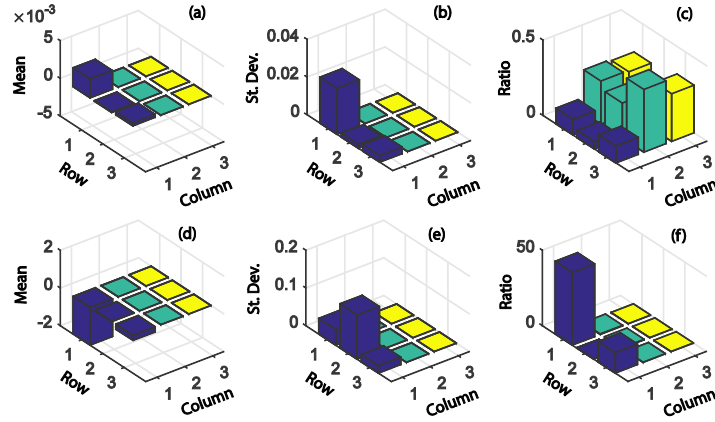 ×10⁻³ (a) (b) (c)
5 0.04 0.5
Mean 0 St. Dev. 0.02 Ratio
-5 0 0
1 2 3 1 2 3 1 2 3 1 2 3 1 2 3 1 2 3
Row Column Row Column Row Column
(d) (e) (f)
2 0.2 50
Mean 0 St. Dev. 0.1 Ratio
-2 0 0
1 2 3 1 2 3 1 2 3 1 2 3 1 2 3 1 2 3
Row Column Row Column Row Column